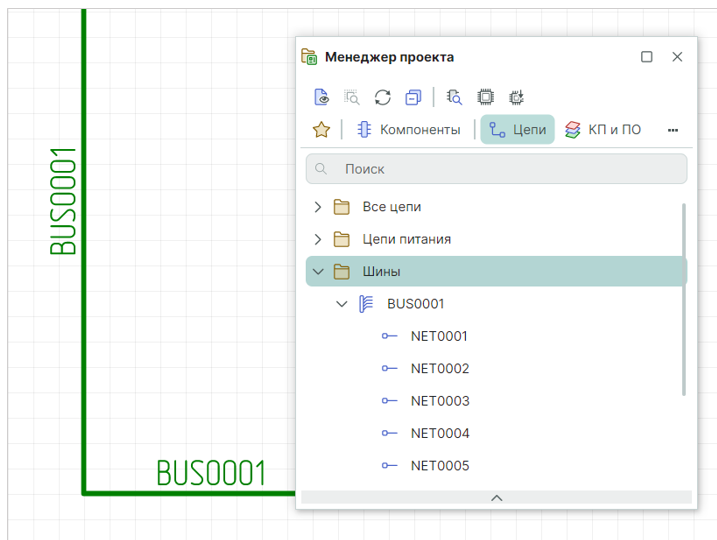 BUS0001
BUS0001
Менеджер проекта
Компоненты Цепи КП и ПО
Поиск
Все цепи
Цепи питания
Шины
BUS0001
NET0001
NET0002
NET0003
NET0004
NET0005